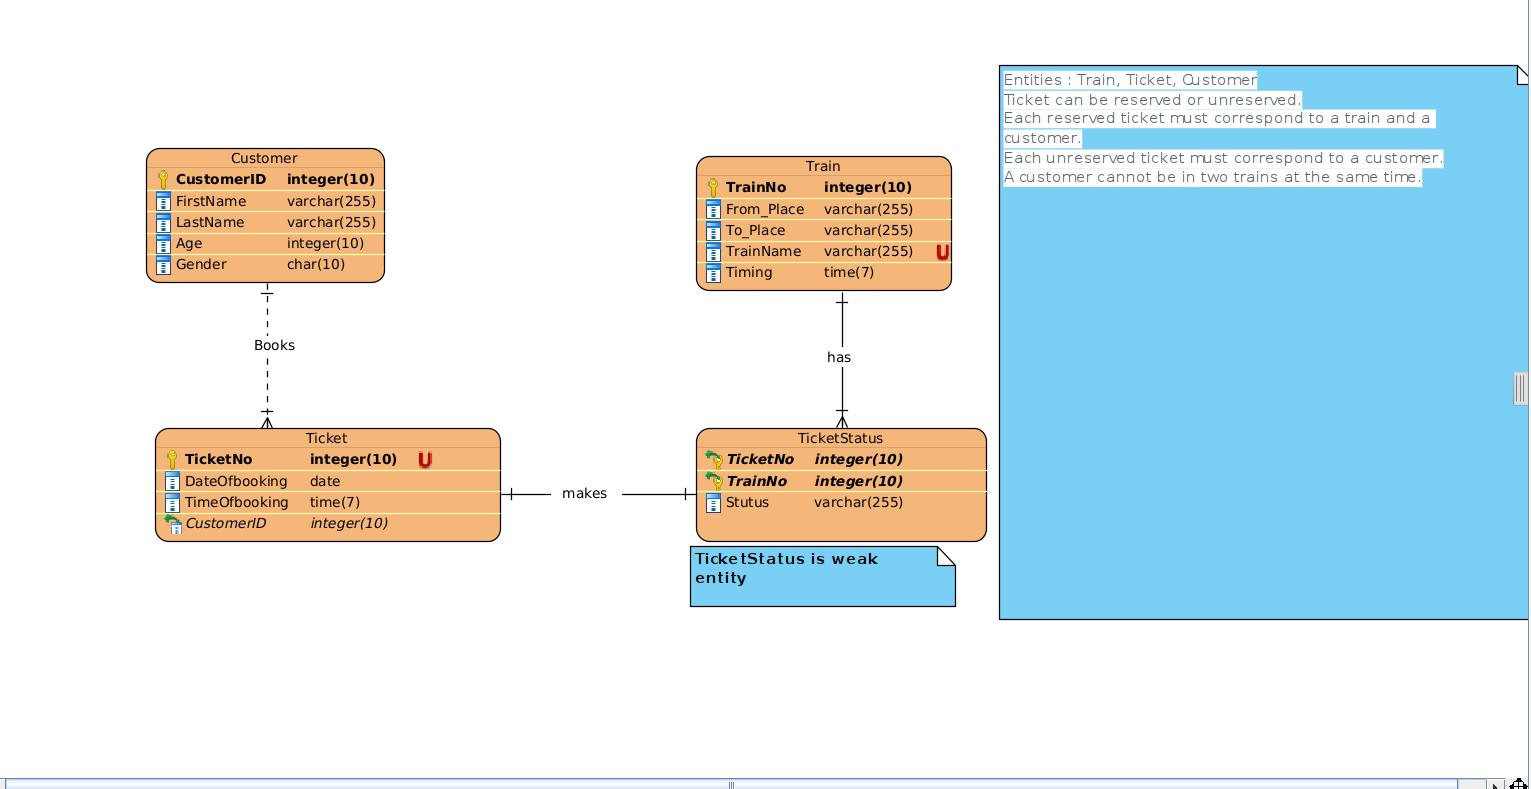 Entities : Train, Ticket, Customer
Ticket can be reserved or unreserved.
Each reserved ticket must correspond to a train and a
customer.
Each unreserved ticket must correspond to a customer.
A customer cannot be in two trains at the same time.
Customer
CustomerID integer(10)
FirstName varchar(255)
LastName varchar(255)
Age integer(10)
Gender char(10)
Train
TrainNo integer(10)
From_Place varchar(255)
To_Place varchar(255)
TrainName varchar(255) U
Timing time(7)
Books
has
Ticket
TicketNo integer(10) U
DateOfbooking date
TimeOfbooking time(7)
CustomerID integer(10)
makes
TicketStatus
TicketNo integer(10)
TrainNo integer(10)
Stutus varchar(255)
TicketStatus is weak
entity